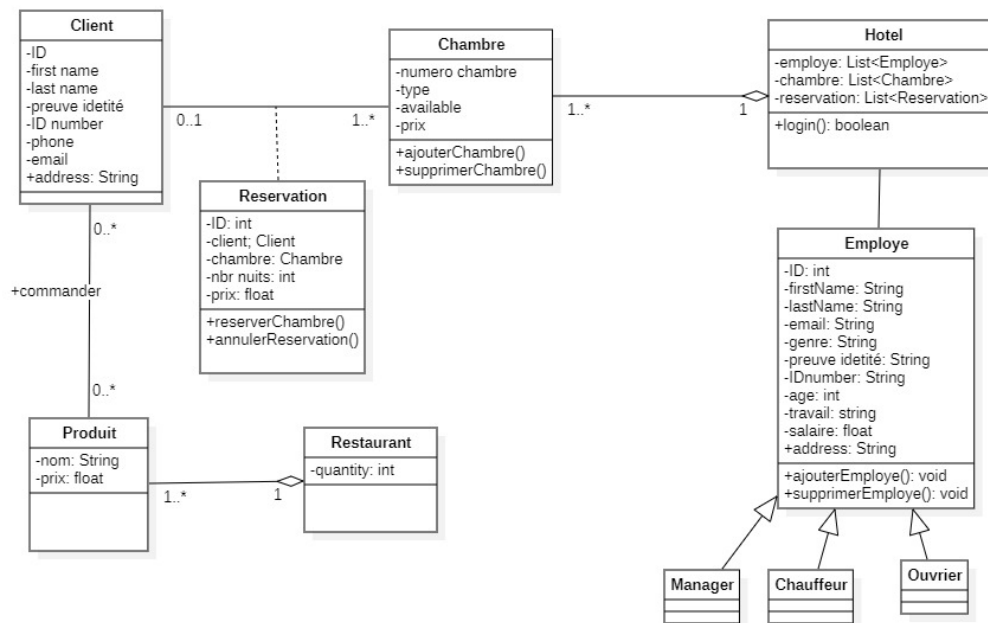 Client
-ID
-first name
-last name
-preuve idetité
-ID number
-phone
-email
+address: String
0..1
1..*
Chambre
-numero chambre
-type
-available
-prix
+ajouterChambre()
+supprimerChambre()
1..*
1
Hotel
-employe: List<Employe>
-chambre: List<Chambre>
-reservation: List<Reservation>
+login(): boolean
Reservation
-ID: int
-client; Client
-chambre: Chambre
-nbr nuits: int
-prix: float
+reserverChambre()
+annulerReservation()
0..*
+commander
0..*
Employe
-ID: int
-firstName: String
-lastName: String
-email: String
-genre: String
-preuve idetité: String
-IDnumber: String
-age: int
-travail: string
-salaire: float
+address: String
+ajouterEmploye(): void
+supprimerEmploye(): void
Produit
-nom: String
-prix: float
1..*
1
Restaurant
-quantity: int
Manager
Chauffeur
Ouvrier